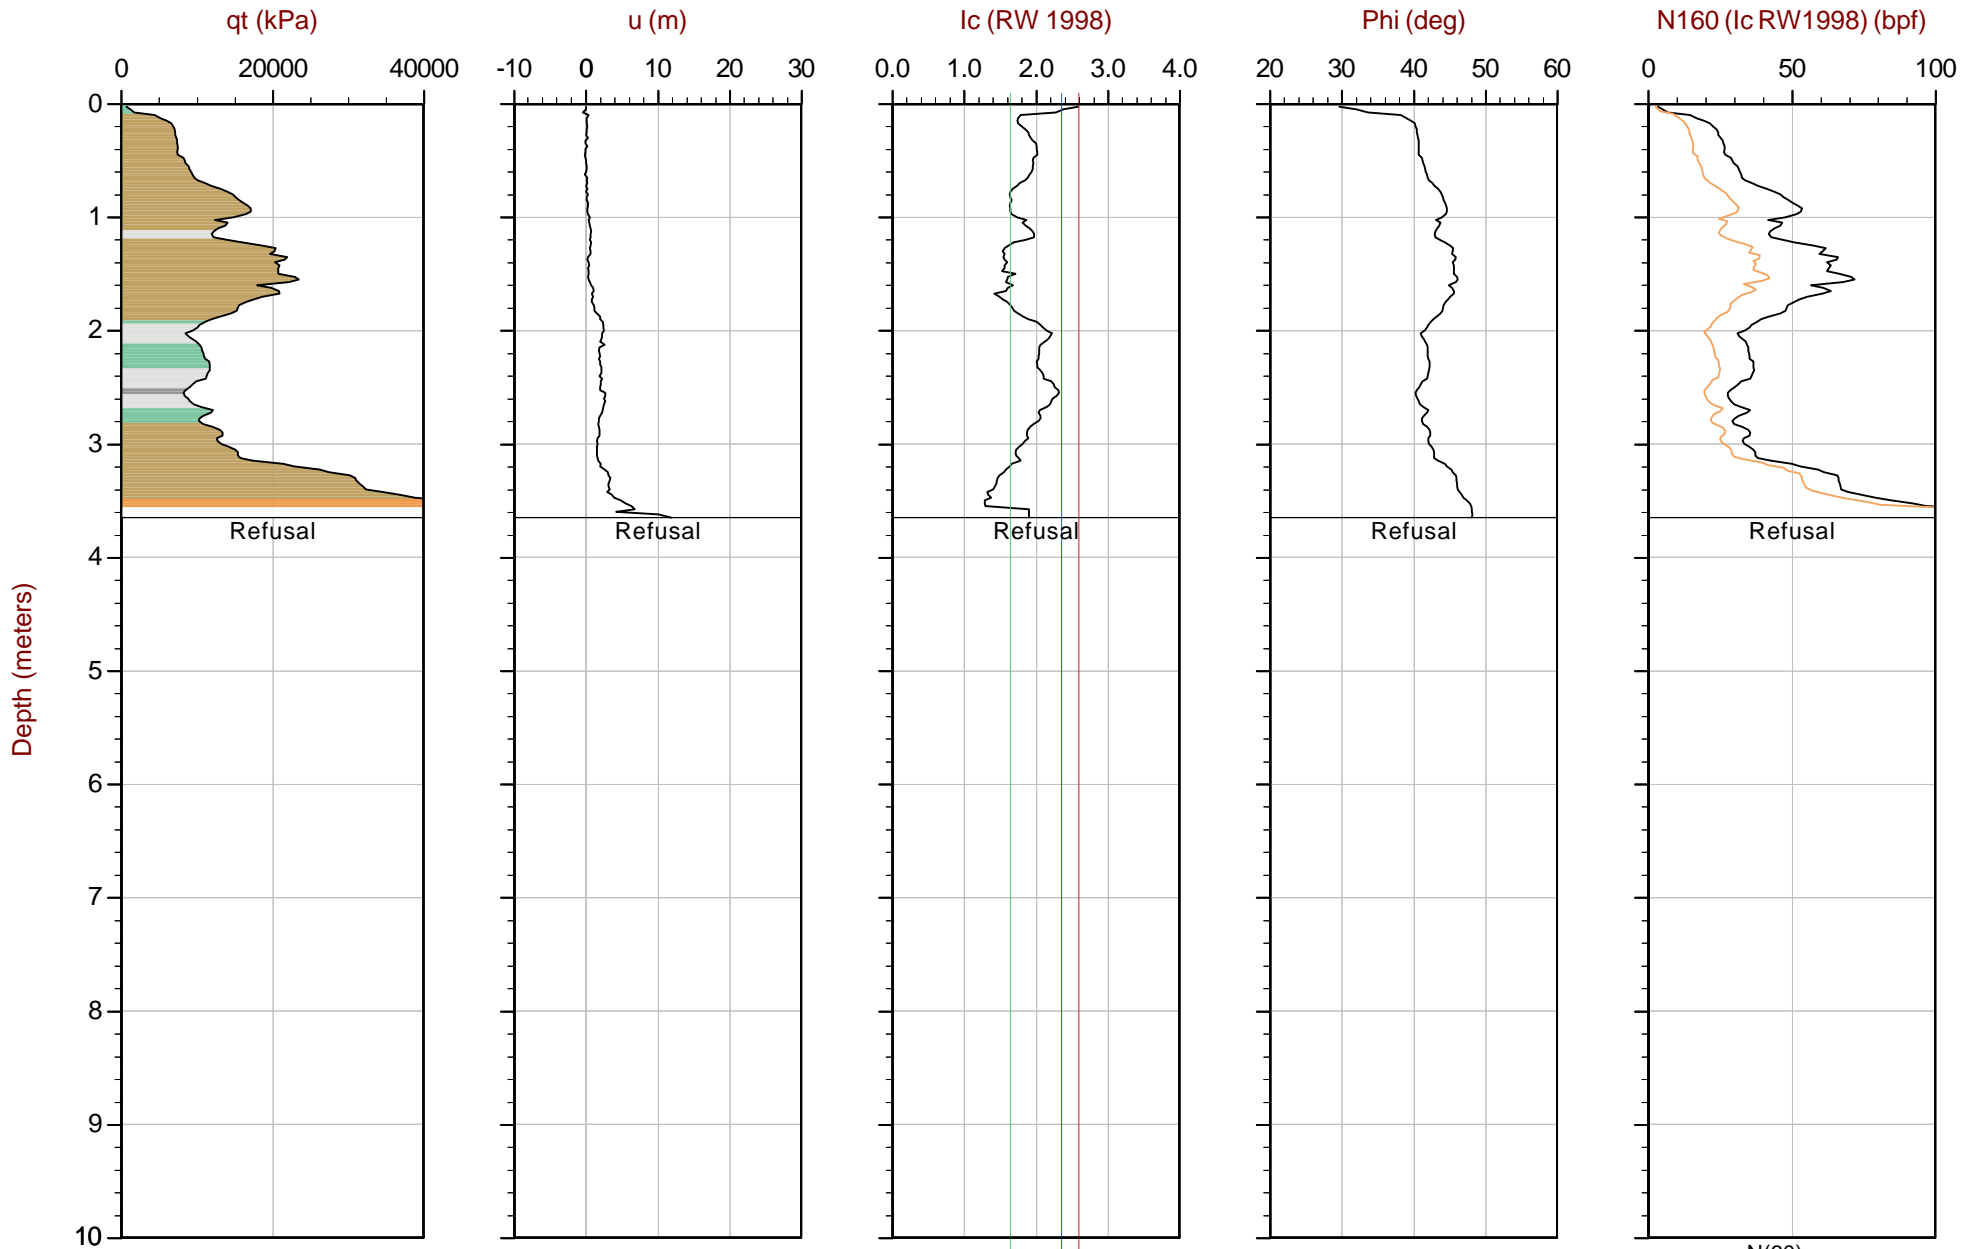 qt (kPa) u (m) Ic (RW 1998) Phi (deg) N160 (Ic RW1998) (bpf)
0 20000 40000 -10 0 10 20 30 0.0 1.0 2.0 3.0 4.0 20 30 40 50 60 0 50 100
0
1
2
3
Refusal Refusal Refusal Refusal Refusal
4
5
6
7
8
9
10
Depth (meters)